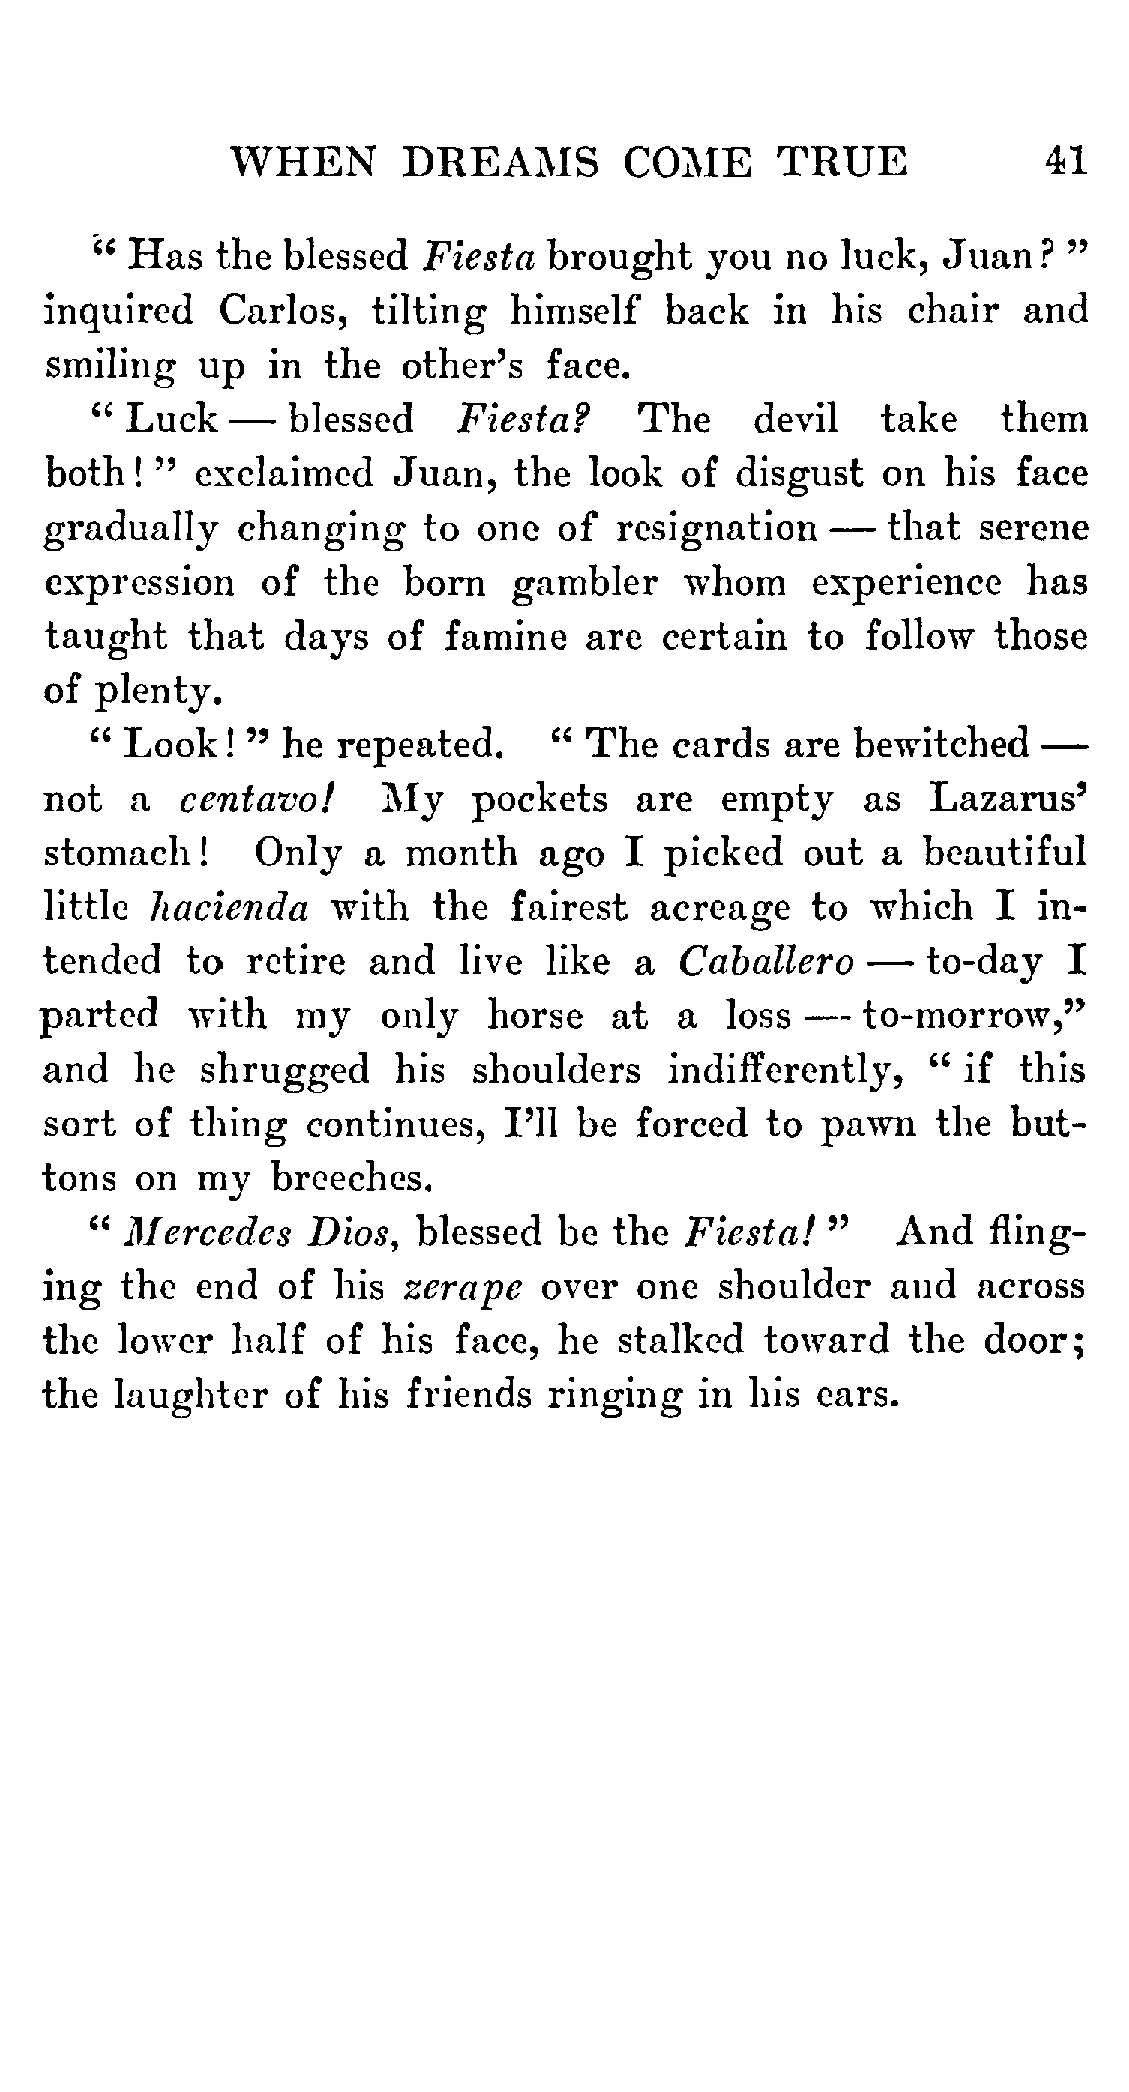 WHEN DREAMS COME TRUE 41
"Has the blessed Fiesta brought you no luck, Juan?"
inquired Carlos, tilting himself back in his chair and
smiling up in the other's face.
"Luck — blessed Fiesta? The devil take them
both!" exclaimed Juan, the look of disgust on his face
gradually changing to one of resignation — that serene
expression of the born gambler whom experience has
taught that days of famine are certain to follow those
of plenty.
"Look!" he repeated. "The cards are bewitched —
not a centavo! My pockets are empty as Lazarus'
stomach! Only a month ago I picked out a beautiful
little hacienda with the fairest acreage to which I in-
tended to retire and live like a Caballero — to-day I
parted with my only horse at a loss — to-morrow,"
and he shrugged his shoulders indifferently, "if this
sort of thing continues, I'll be forced to pawn the but-
tons on my breeches.
"Mercedes Dios, blessed be the Fiesta!" And fling-
ing the end of his zerape over one shoulder and across
the lower half of his face, he stalked toward the door;
the laughter of his friends ringing in his ears.